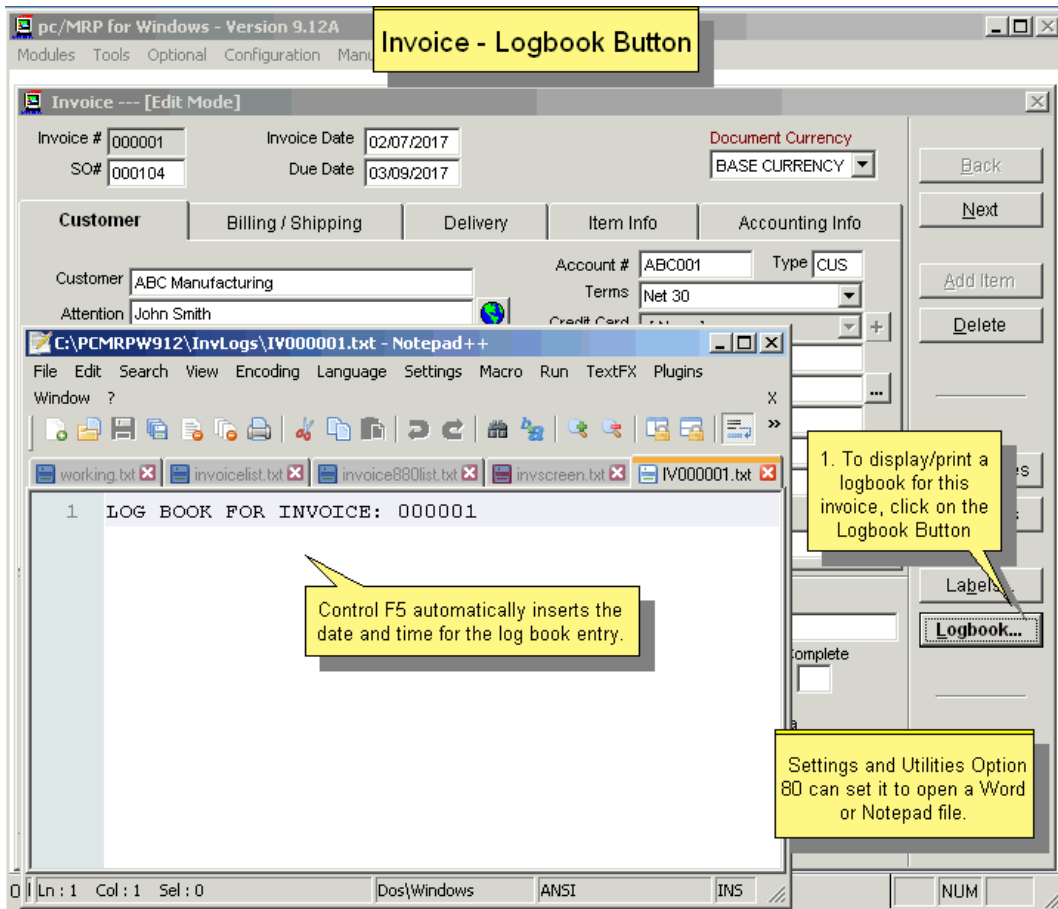 pc/MRP for Windows - Version 9.12A
Invoice - Logbook Button
Modules Tools Optional Configuration Manu
Invoice --- [Edit Mode]
Invoice # 000001 Invoice Date 02/07/2017 Document Currency
SO# 000104 Due Date 03/09/2017 BASE CURRENCY
Back
Next
Customer Billing / Shipping Delivery Item Info Accounting Info
Customer ABC Manufacturing Account # ABC001 Type CUS
Attention John Smith Terms Net 30
Credit Card
Add Item
Delete
C:\PCMRPW912\InvLogs\IV000001.txt - Notepad++
File Edit Search View Encoding Language Settings Macro Run TextFX Plugins
Window ? X
working.txt invoicelist.txt invoice880list.txt invscreen.txt IV000001.txt
1 LOG BOOK FOR INVOICE: 000001
1. To display/print a
logbook for this
invoice, click on the
Logbook Button
Control F5 automatically inserts the
date and time for the log book entry.
Labels...
Logbook...
Complete
Settings and Utilities Option
80 can set it to open a Word
or Notepad file.
Ln : 1 Col : 1 Sel : 0 Dos\Windows ANSI INS NUM